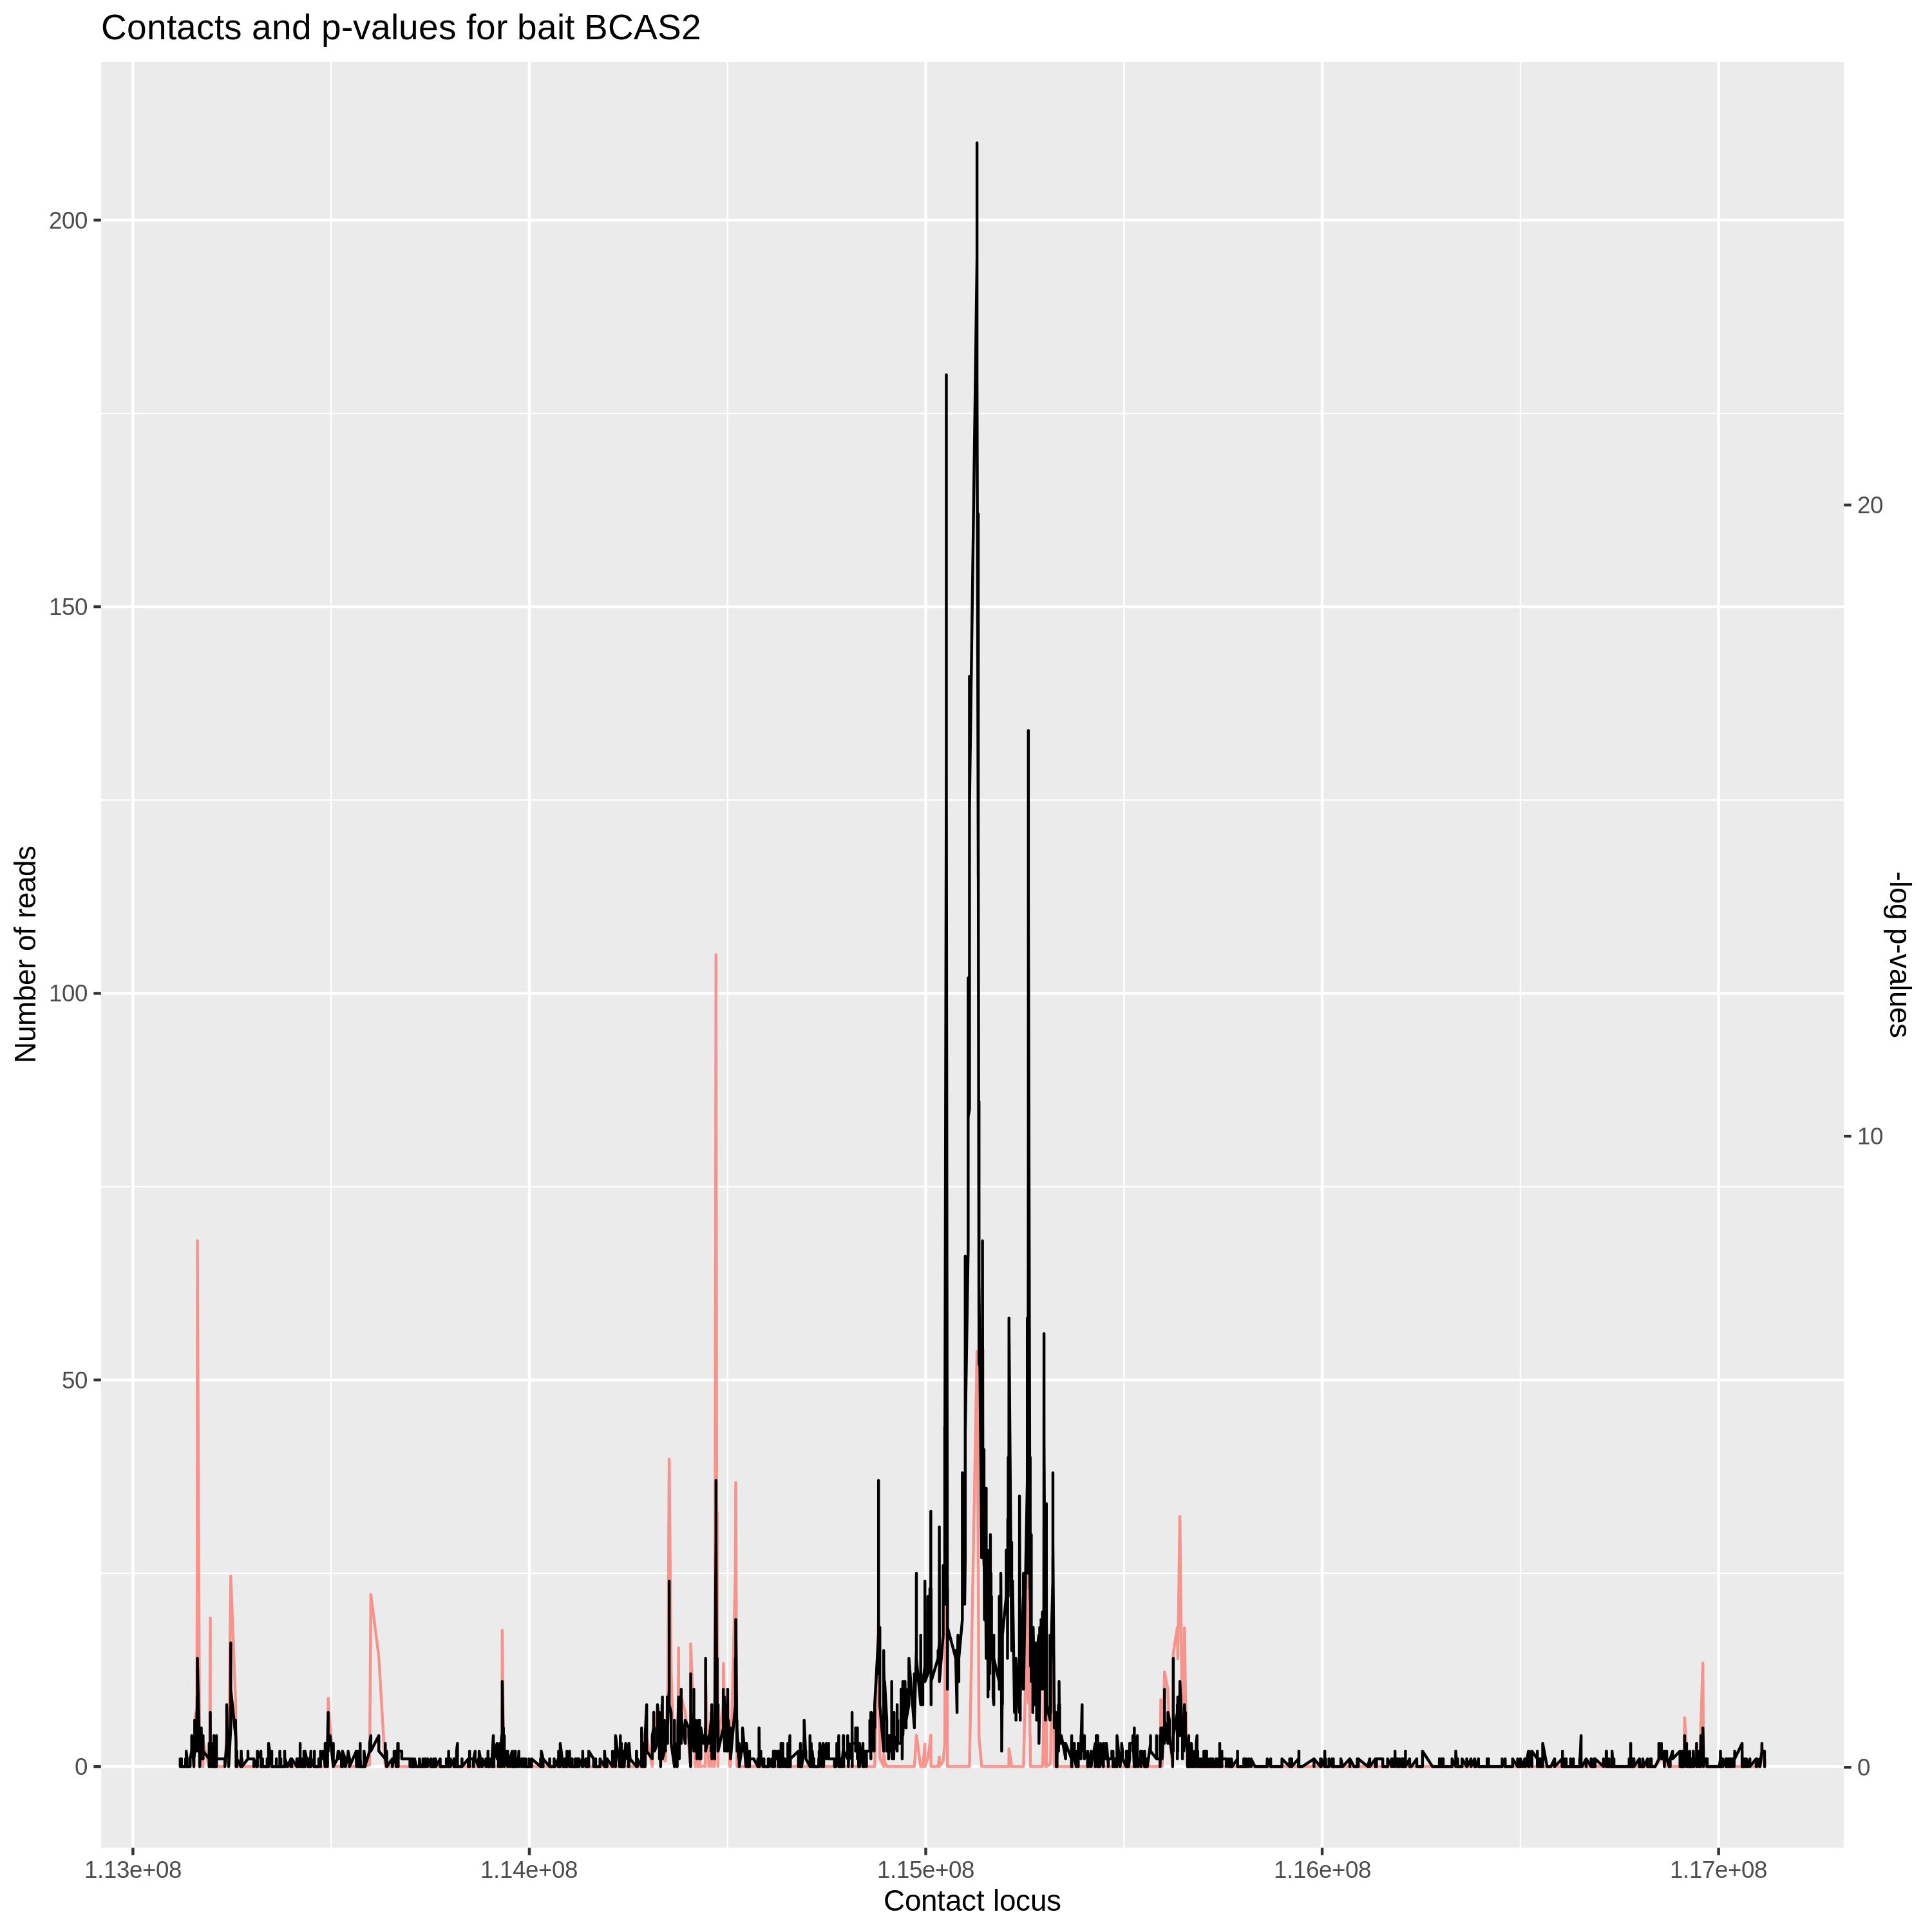 Contacts and p-values for bait BCAS2
200
150
100
50
0
Number of reads
20
10
0
-log p-values
1.13e+08
1.14e+08
1.15e+08
1.16e+08
1.17e+08
Contact locus